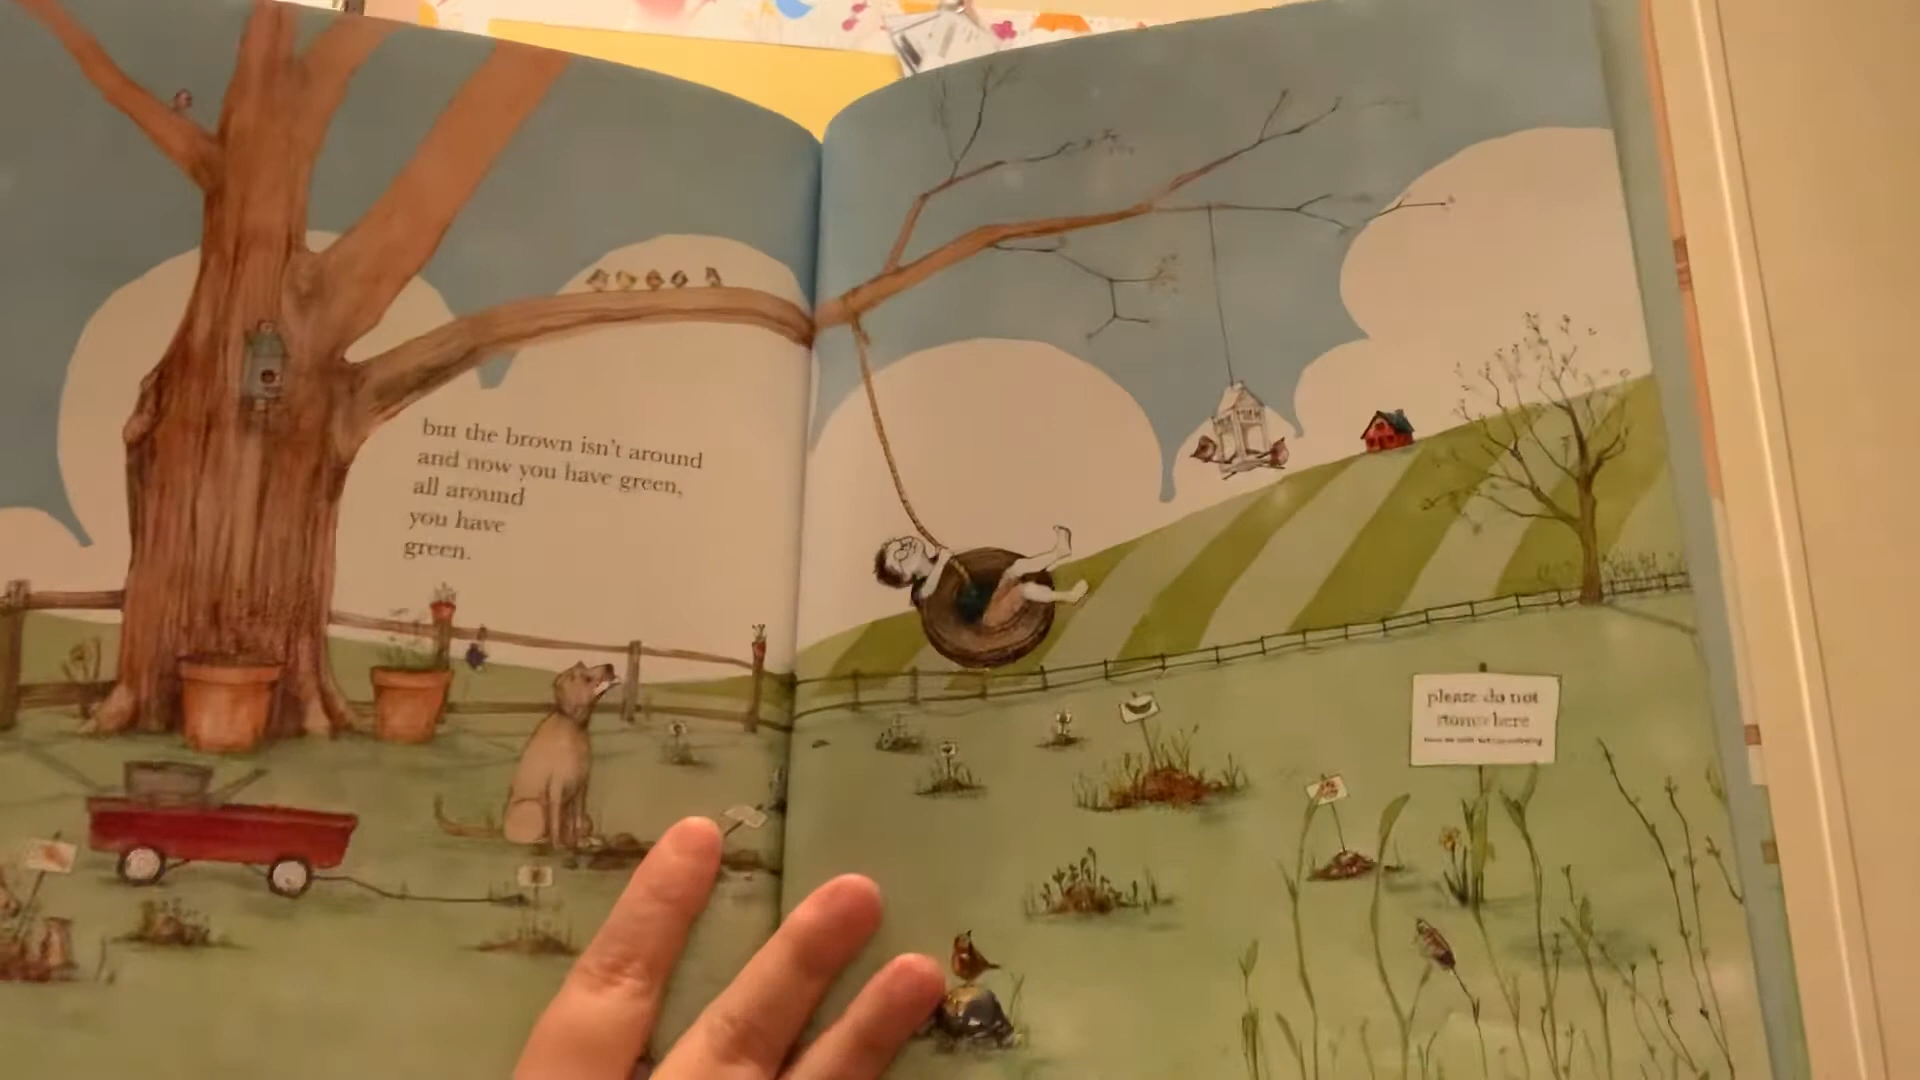 but the brown isn't around
and now you have green,
all around
you have
green.
please do not
here